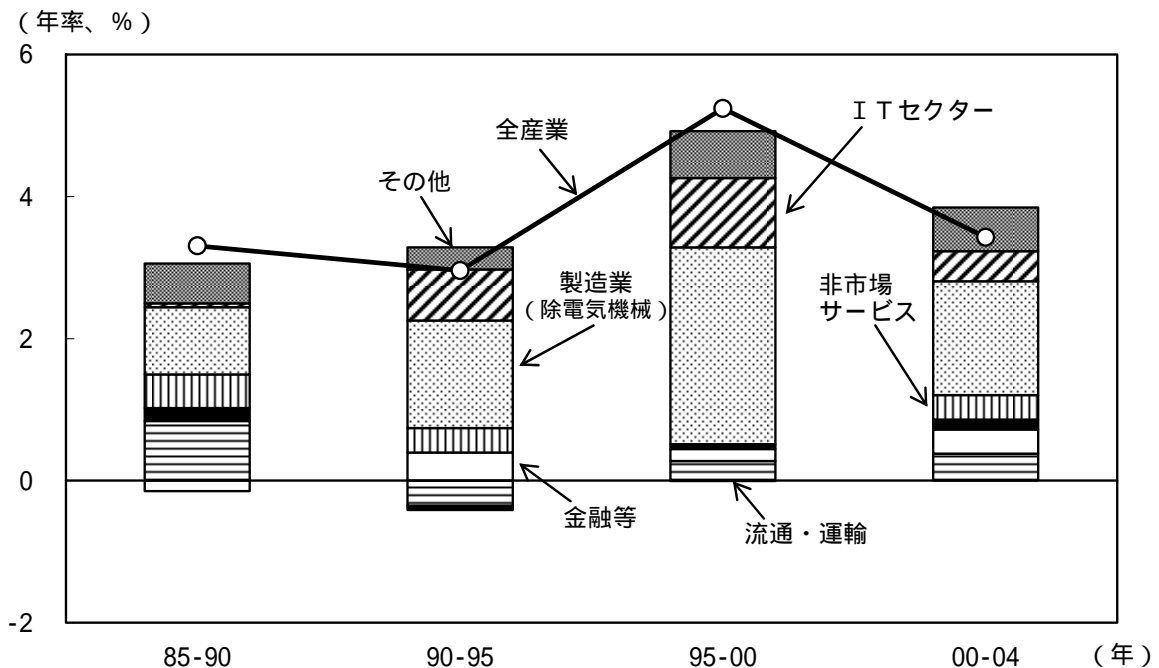 （年率、％）
6
4
2
0
-2
全産業
その他
ＩＴセクター
製造業
（除電気機械）
非市場
サービス
金融等
流通・運輸
85-90
90-95
95-00
00-04
（年）